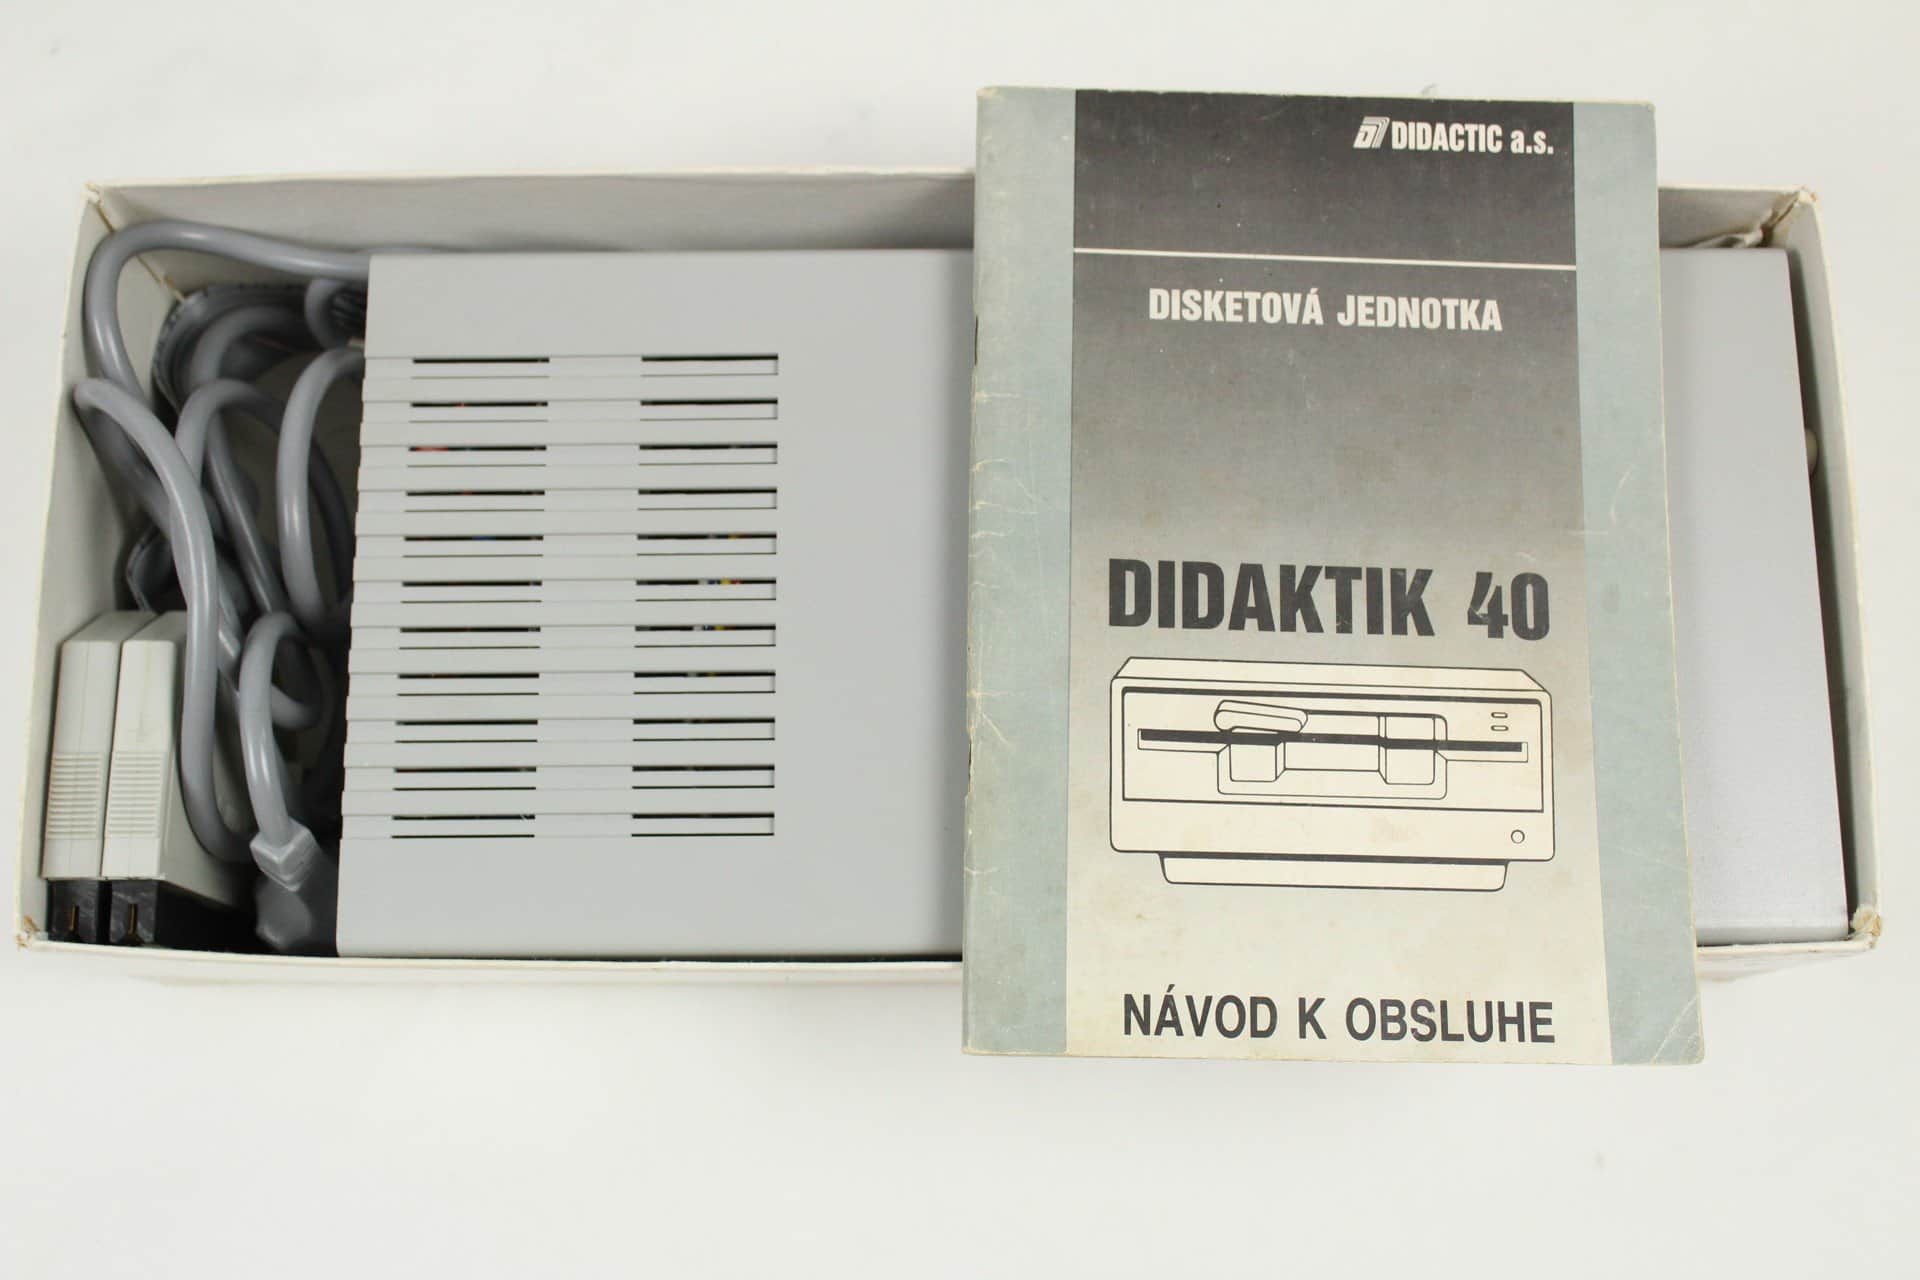 DIDACTIC a.s.
DISKETOVÁ JEDNOTKA
DIDAKTIK 40
NÁVOD K OBSLUHE